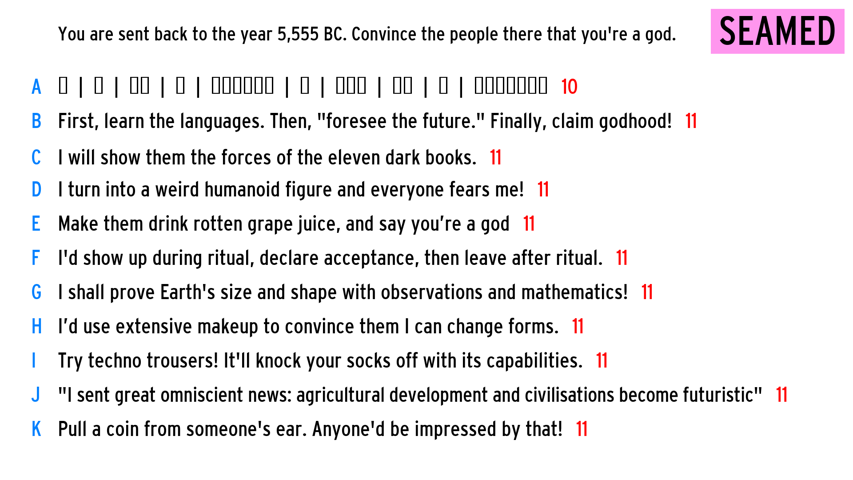 You are sent back to the year 5,555 BC. Convince the people there that you're a god.
SEAMED
A ▯ | ▯ | ▯▯ | ▯ | ▯▯▯▯▯▯▯ | ▯ | ▯▯▯ | ▯▯ | ▯ | ▯▯▯▯▯▯▯▯ 10
B First, learn the languages. Then, "foresee the future." Finally, claim godhood! 11
C I will show them the forces of the eleven dark books. 11
D I turn into a weird humanoid figure and everyone fears me! 11
E Make them drink rotten grape juice, and say you’re a god 11
F I'd show up during ritual, declare acceptance, then leave after ritual. 11
G I shall prove Earth's size and shape with observations and mathematics! 11
H I’d use extensive makeup to convince them I can change forms. 11
I Try techno trousers! It'll knock your socks off with its capabilities. 11
J "I sent great omniscient news: agricultural development and civilisations become futuristic" 11
K Pull a coin from someone's ear. Anyone'd be impressed by that! 11